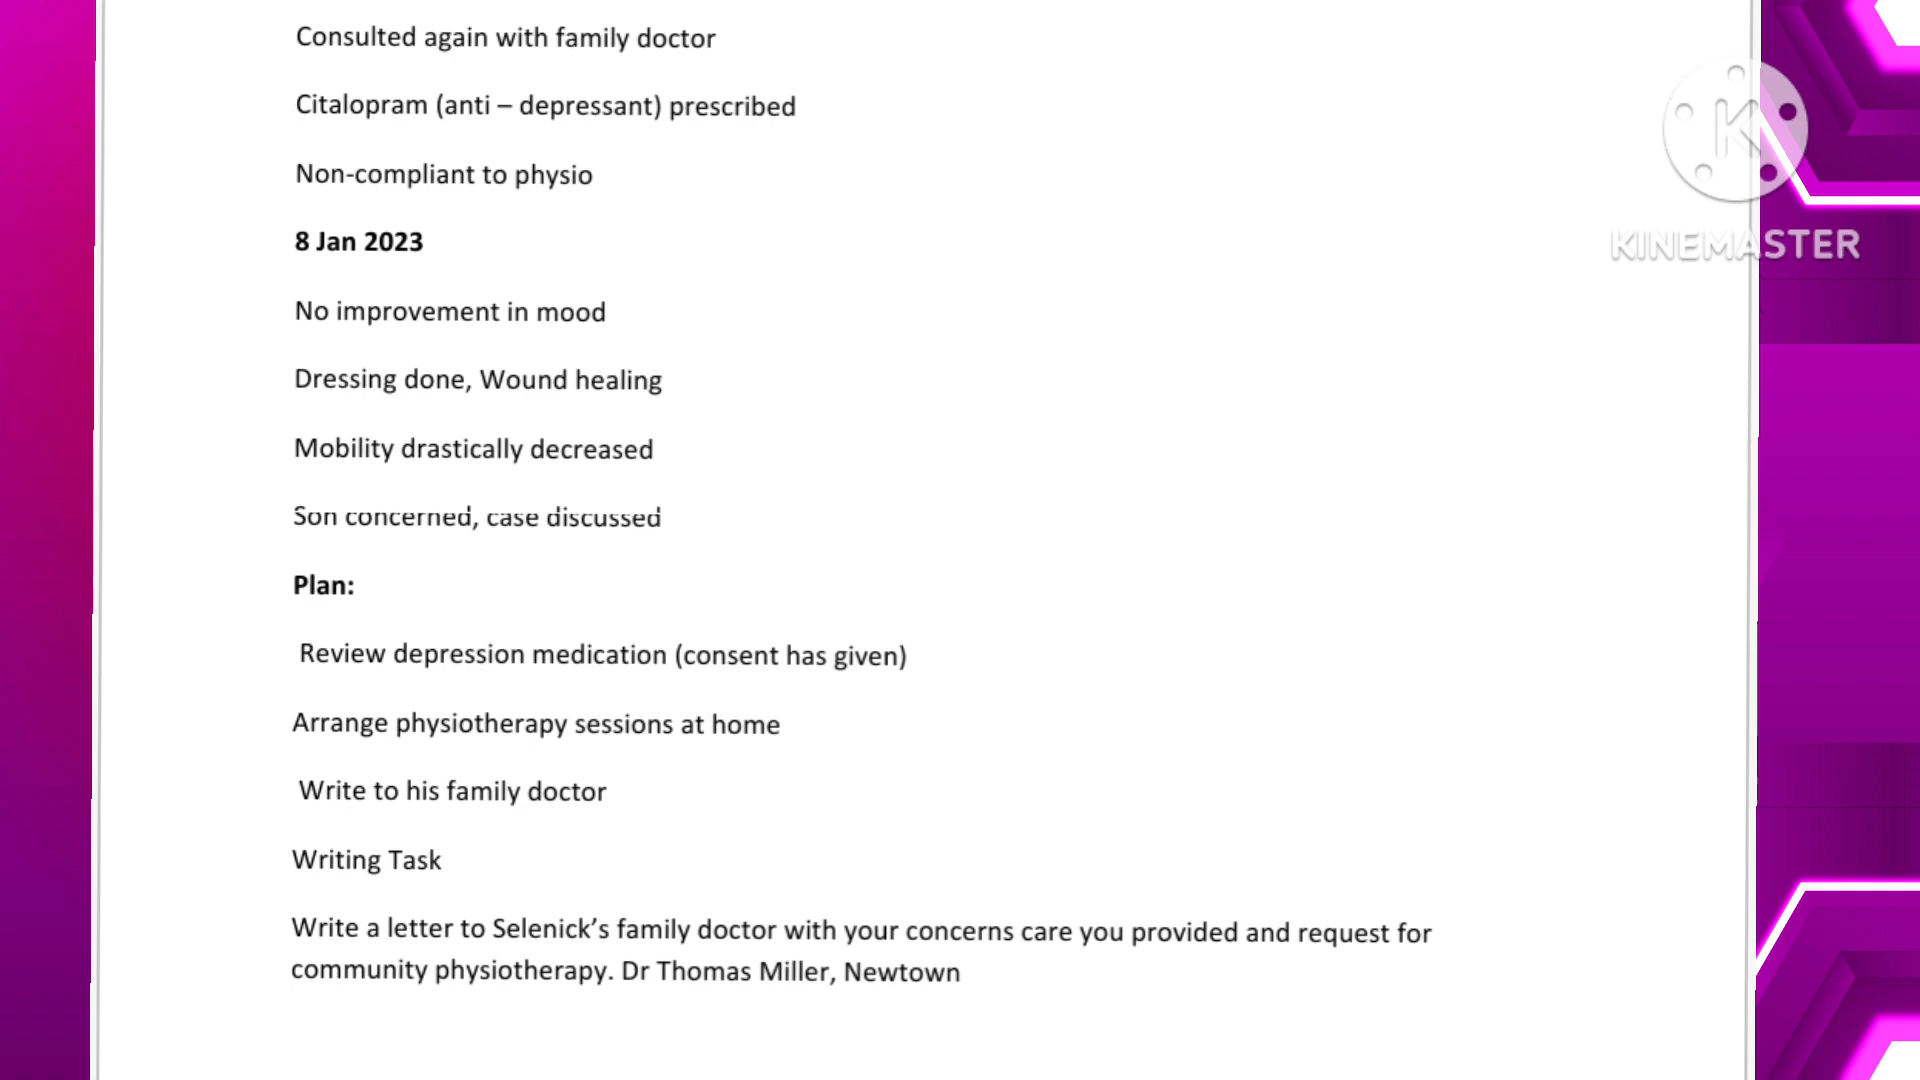 Consulted again with family doctor
Citalopram (anti – depressant) prescribed
Non-compliant to physio
8 Jan 2023
No improvement in mood
Dressing done, Wound healing
Mobility drastically decreased
Son concerned, case discussed
Plan:
Review depression medication (consent has given)
Arrange physiotherapy sessions at home
Write to his family doctor
Writing Task
Write a letter to Selenick’s family doctor with your concerns care you provided and request for
community physiotherapy. Dr Thomas Miller, Newtown
K
KINEMASTER